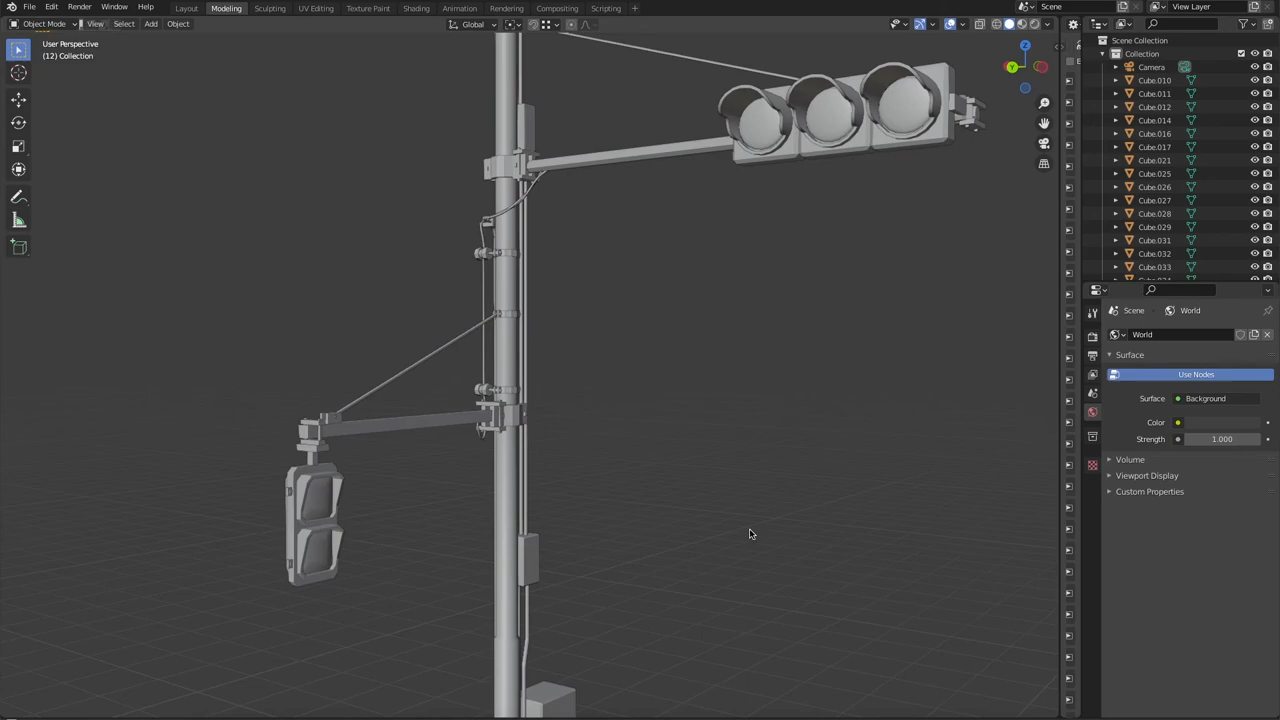 File Edit Render Window Help Layout Modeling Sculpting UV Editing Texture Paint Shading Animation Rendering Compositing Scripting + Scene View Layer
Object Mode View Select Add Object Global
User Perspective
(12) Collection
Z
Y
Scene Collection
Collection
Camera
Cube.010
Cube.011
Cube.012
Cube.014
Cube.016
Cube.017
Cube.021
Cube.025
Cube.026
Cube.027
Cube.028
Cube.029
Cube.031
Cube.032
Cube.033
Scene World
World
Surface
Use Nodes
Surface Background
Color
Strength 1.000
Volume
Viewport Display
Custom Properties